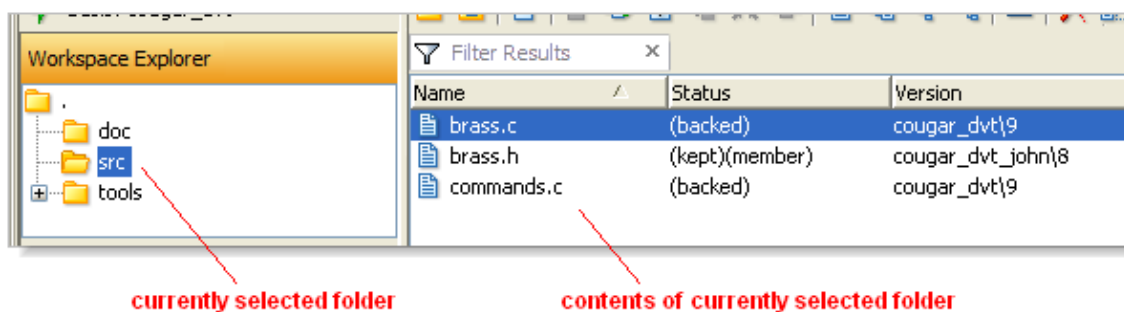 Workspace Explorer
.
doc
src
tools
Filter Results ×
Name Status Version
brass.c (backed) cougar_dvt\9
brass.h (kept)(member) cougar_dvt_john\8
commands.c (backed) cougar_dvt\9
currently selected folder contents of currently selected folder